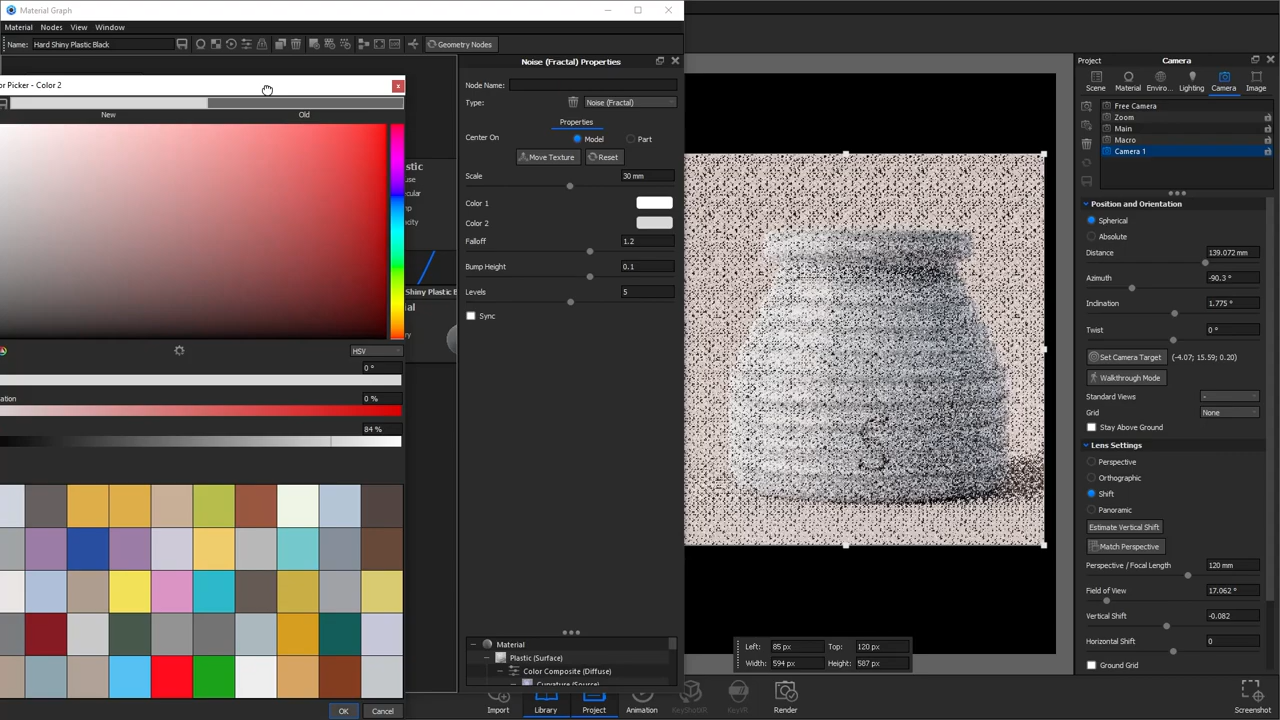 Material Graph
Material Nodes View Window
Name: Hard Shiny Plastic Black
Geometry Nodes
or Picker - Color 2
New Old
HSV
0 °
ation 0 %
84 %
OK Cancel
Shiny Plastic B
Noise (Fractal) Properties
Node Name:
Type: Noise (Fractal)
Properties
Center On Model Part
Move Texture Reset
Scale 30 mm
Color 1
Color 2
Falloff 1.2
Bump Height 0.1
Levels 5
Sync
Material
Plastic (Surface)
Color Composite (Diffuse)
Curvature (Source)
Left: 85 px Top: 120 px
Width: 594 px Height: 587 px
Import Library Project Animation KeyShotXR KeyVR Render Screenshot
Project Camera
Scene Material Enviro... Lighting Camera Image
Free Camera
Zoom
Main
Macro
Camera 1
Position and Orientation
Spherical
Absolute
Distance 139.072 mm
Azimuth -90.3 °
Inclination 1.775 °
Twist 0 °
Set Camera Target (-4.07; 15.59; 0.20)
Walkthrough Mode
Standard Views -
Grid None
Stay Above Ground
Lens Settings
Perspective
Orthographic
Shift
Panoramic
Estimate Vertical Shift
Match Perspective
Perspective / Focal Length 120 mm
Field of View 17.062 °
Vertical Shift -0.082
Horizontal Shift 0
Ground Grid